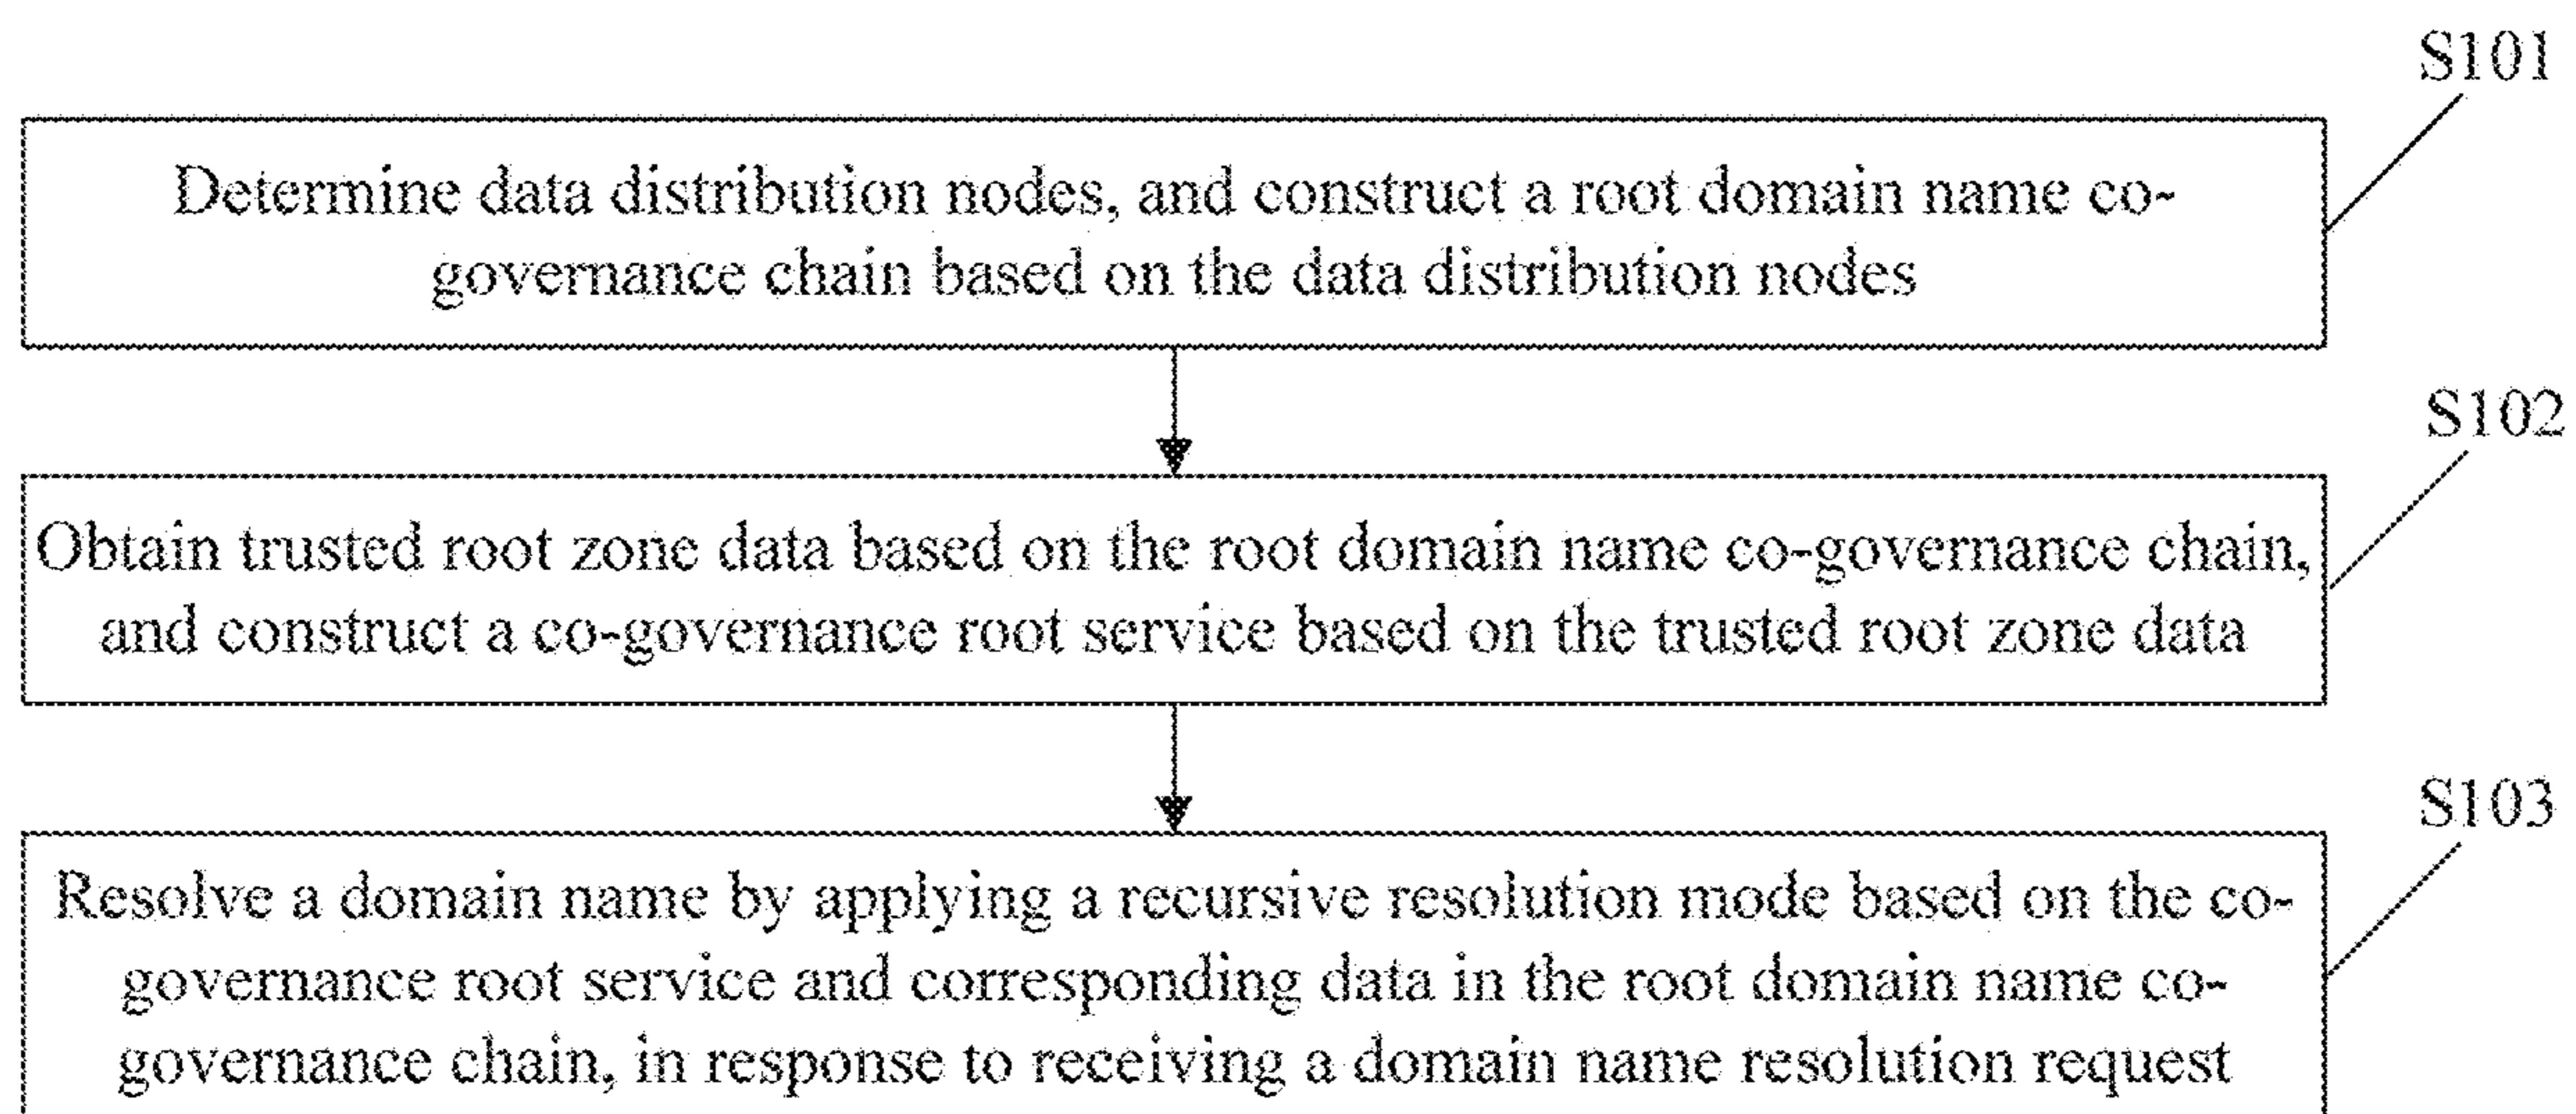 S101
Determine data distribution nodes, and construct a root domain name co-
governance chain based on the data distribution nodes
S102
Obtain trusted root zone data based on the root domain name co-governance chain,
and construct a co-governance root service based on the trusted root zone data
S103
Resolve a domain name by applying a recursive resolution mode based on the co-
governance root service and corresponding data in the root domain name co-
governance chain, in response to receiving a domain name resolution request